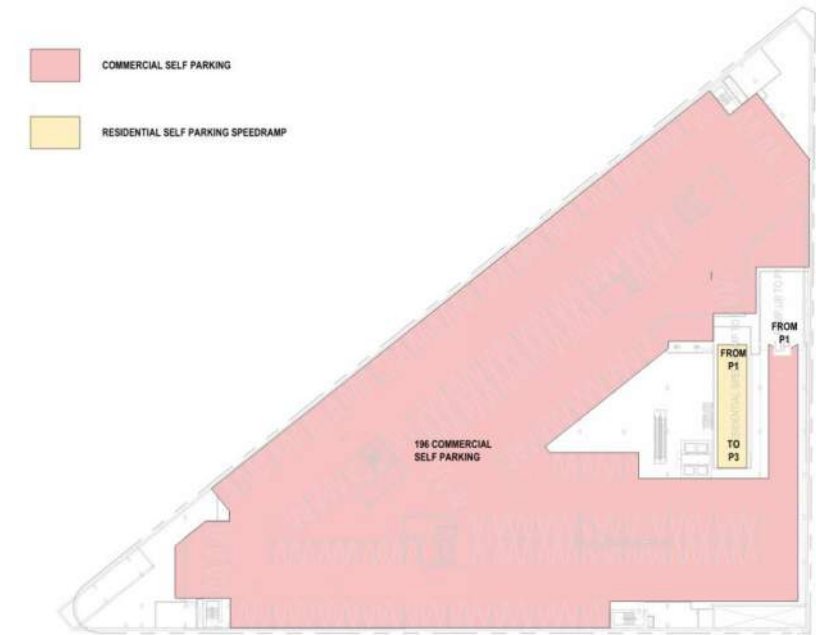 COMMERCIAL SELF PARKING
RESIDENTIAL SELF PARKING SPEEDRAMP
FROM
P1
FROM
P1
196 COMMERCIAL
SELF PARKING
TO
P3